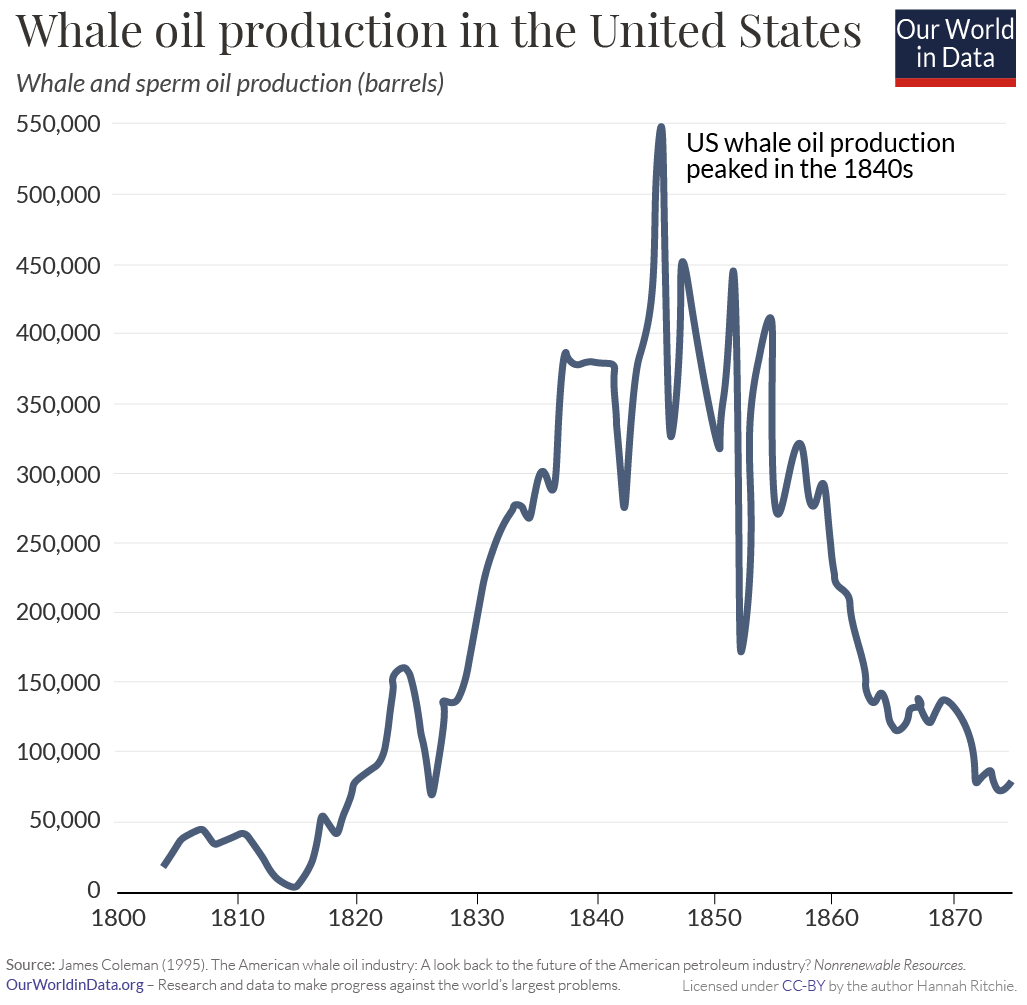 Whale oil production in the United States
Our World
in Data
Whale and sperm oil production (barrels)
550,000
US whale oil production
peaked in the 1840s
500,000
450,000
400,000
350,000
300,000
250,000
200,000
150,000
100,000
50,000
0
1800 1810 1820 1830 1840 1850 1860 1870
Source: James Coleman (1995). The American whale oil industry: A look back to the future of the American petroleum industry? Nonrenewable Resources.
OurWorldinData.org – Research and data to make progress against the world's largest problems.
Licensed under CC-BY by the author Hannah Ritchie.